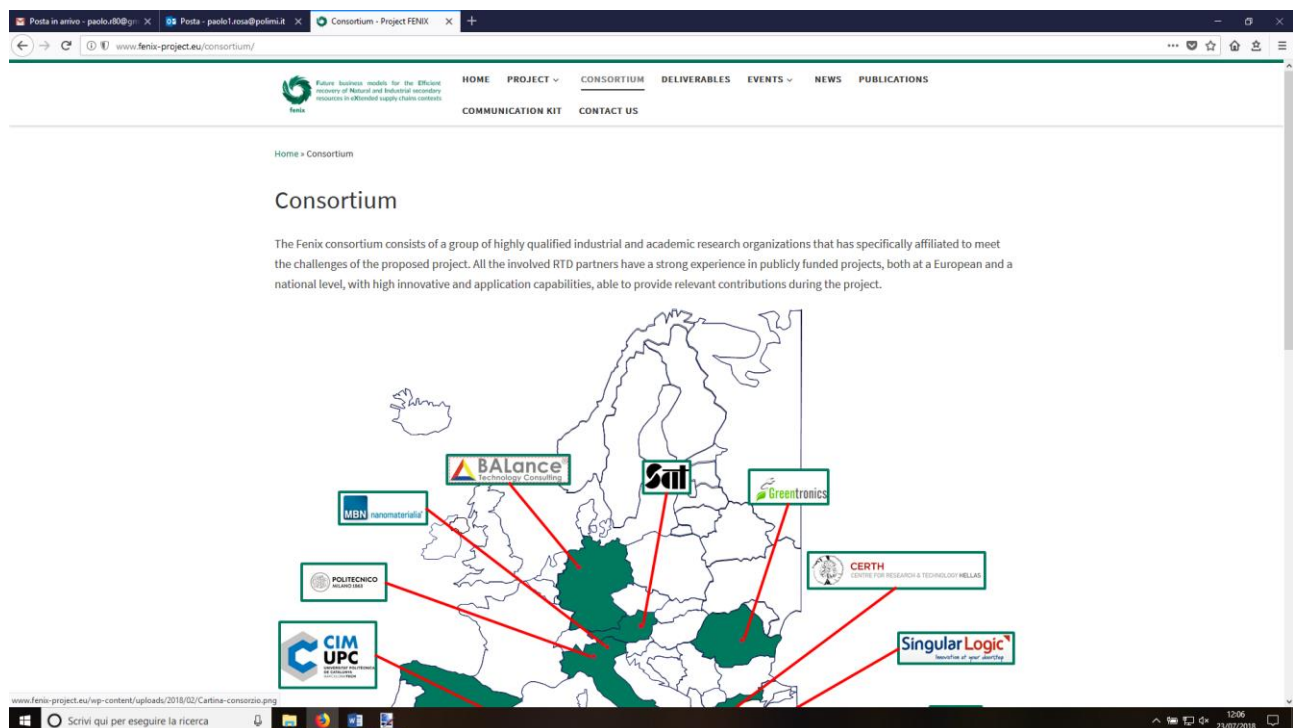 Posta in arrivo - paolo.r80@gm
Posta - paolo1.rosa@polimi.it
Consortium - Project FENIX
www.fenix-project.eu/consortium/
fenix
Future business models for the Efficient
recovery of Natural and Industrial secondary
resources in eXtended supply chains contexts
HOME PROJECT CONSORTIUM DELIVERABLES EVENTS NEWS PUBLICATIONS
COMMUNICATION KIT CONTACT US
Home » Consortium
Consortium
The Fenix consortium consists of a group of highly qualified industrial and academic research organizations that has specifically affiliated to meet
the challenges of the proposed project. All the involved RTD partners have a strong experience in publicly funded projects, both at a European and a
national level, with high innovative and application capabilities, able to provide relevant contributions during the project.
BALance
Technology Consulting
Sat
Greentronics
MBN nanomaterialia
CERTH
CENTRE FOR RESEARCH & TECHNOLOGY HELLAS
POLITECNICO
MILANO 1863
CIM
UPC
UNIVERSITAT POLITÈCNICA
DE CATALUNYA
BARCELONATECH
SingularLogic
Innovation at your doorstep
www.fenix-project.eu/wp-content/uploads/2018/02/Cartina-consorzio.png
Scrivi qui per eseguire la ricerca
12:06
23/07/2018